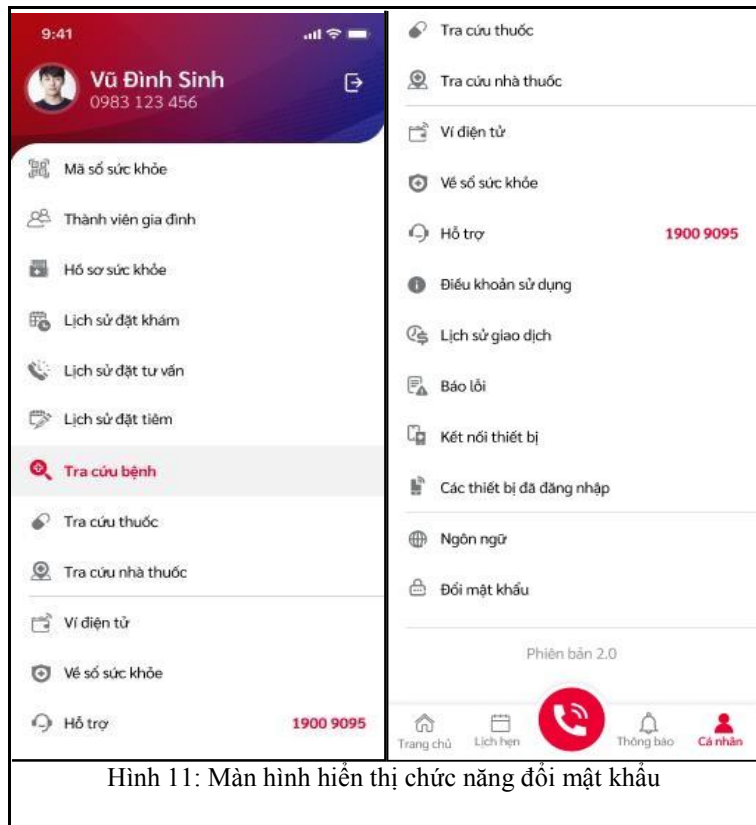 9:41
Vũ Đình Sinh
0983 123 456
Mã sổ sức khỏe
Thành viên gia đình
Hồ sơ sức khỏe
Lịch sử đặt khám
Lịch sử đặt tư vấn
Lịch sử đặt tiêm
Tra cứu bệnh
Tra cứu thuốc
Tra cứu nhà thuốc
Ví điện tử
Về sổ sức khỏe
Hỗ trợ 1900 9095
Tra cứu thuốc
Tra cứu nhà thuốc
Ví điện tử
Về sổ sức khỏe
Hỗ trợ 1900 9095
Điều khoản sử dụng
Lịch sử giao dịch
Báo lỗi
Kết nối thiết bị
Các thiết bị đã đăng nhập
Ngôn ngữ
Đổi mật khẩu
Phiên bản 2.0
Trang chủ Lịch hẹn Thông báo Cá nhân
Hình 11: Màn hình hiển thị chức năng đổi mật khẩu